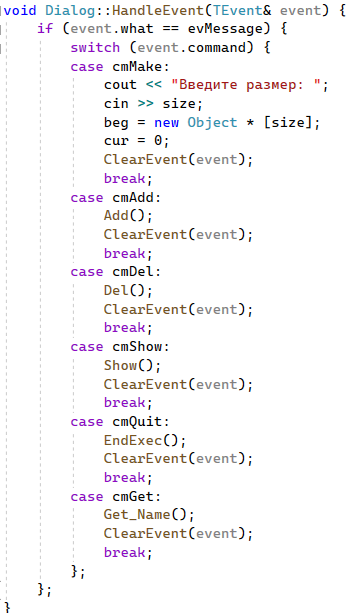 void Dialog::HandleEvent(TEvent& event) {
if (event.what == evMessage) {
switch (event.command) {
case cmMake:
cout << "Введите размер: ";
cin >> size;
beg = new Object * [size];
cur = 0;
ClearEvent(event);
break;
case cmAdd:
Add();
ClearEvent(event);
break;
case cmDel:
Del();
ClearEvent(event);
break;
case cmShow:
Show();
ClearEvent(event);
break;
case cmQuit:
EndExec();
ClearEvent(event);
break;
case cmGet:
Get_Name();
ClearEvent(event);
break;
};
};
}